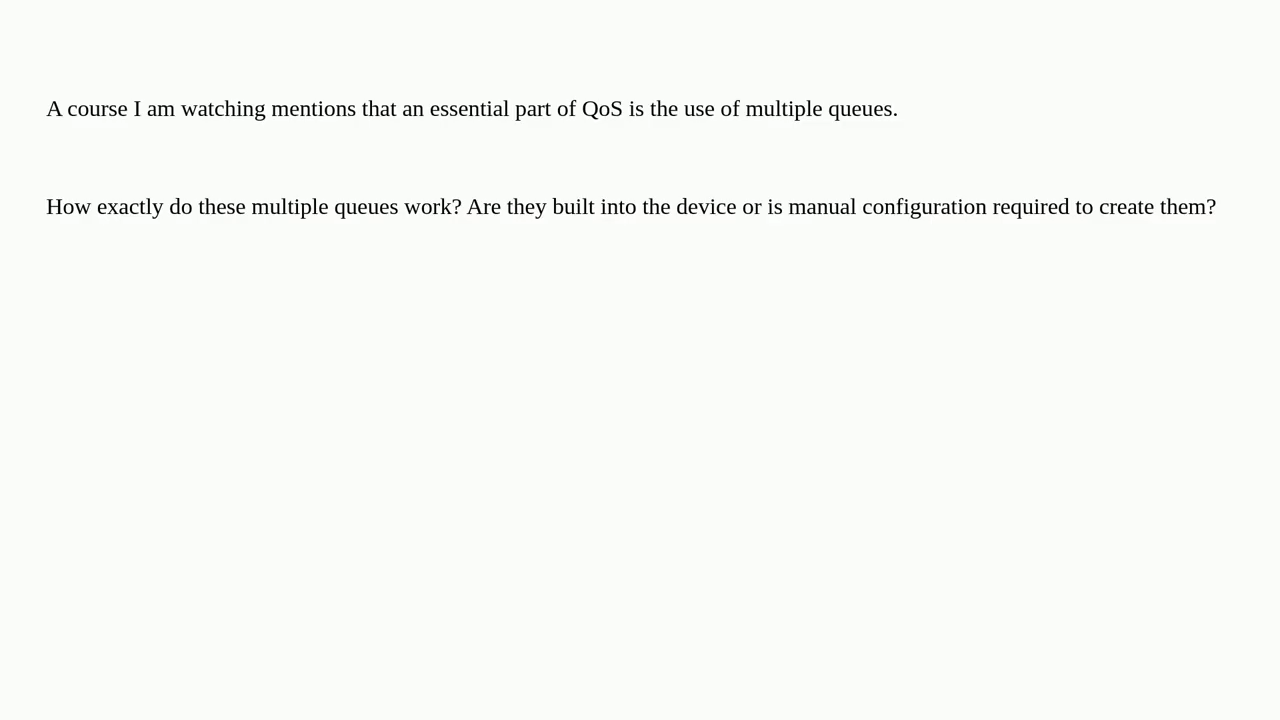 A course I am watching mentions that an essential part of QoS is the use of multiple queues.
How exactly do these multiple queues work? Are they built into the device or is manual configuration required to create them?